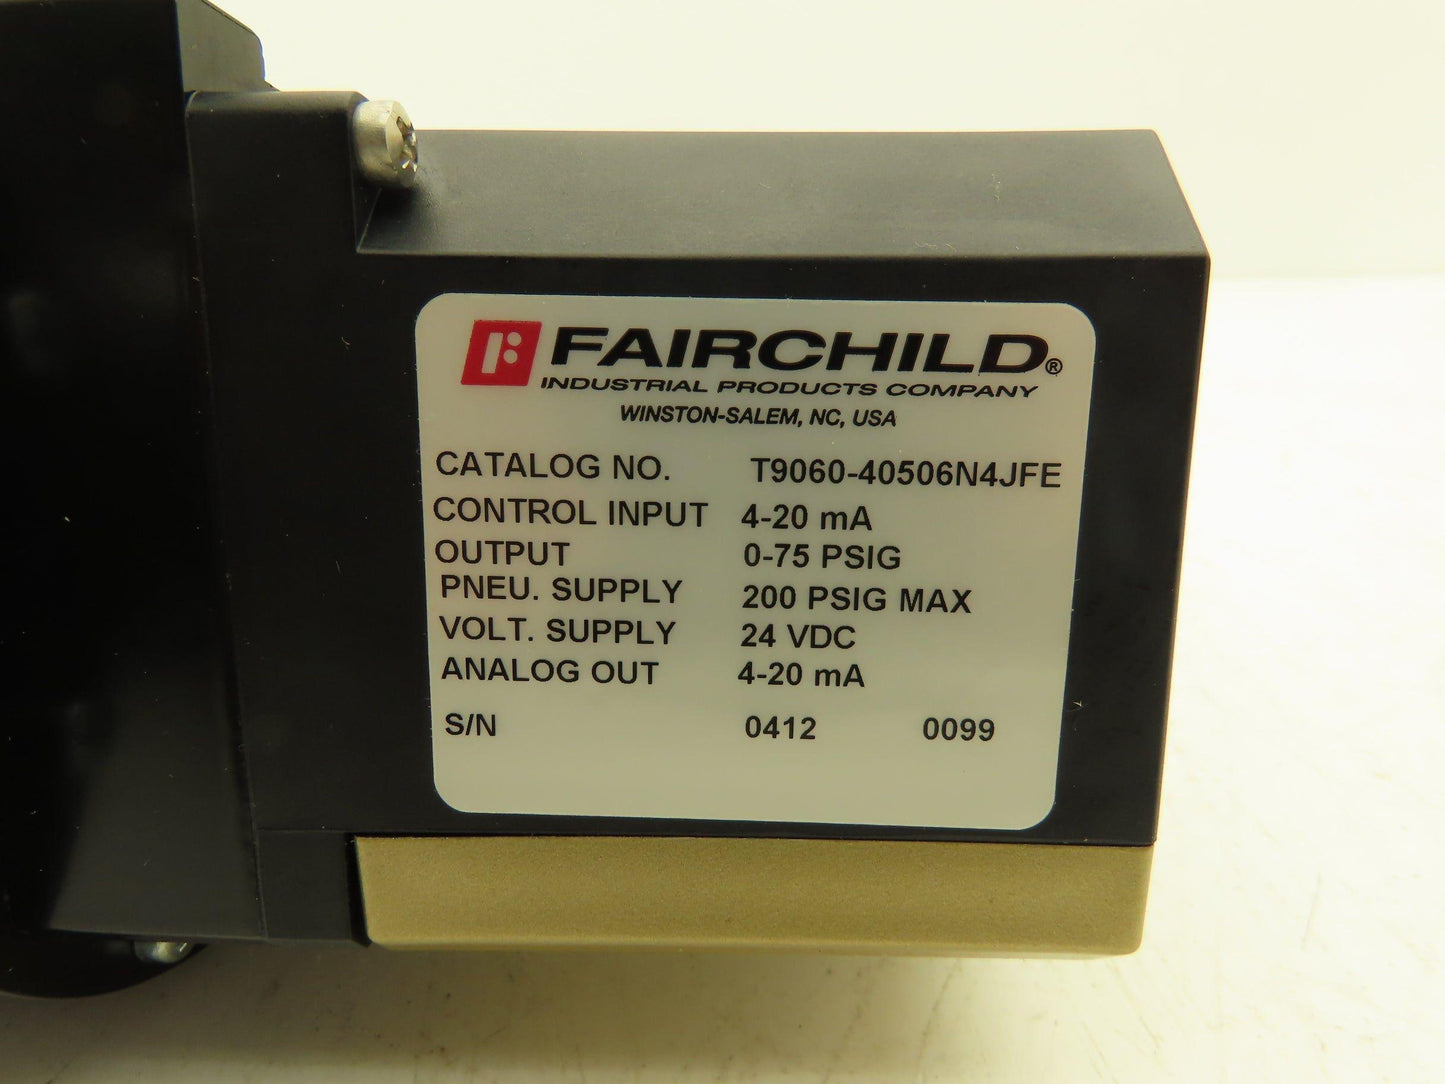 FAIRCHILD®
INDUSTRIAL PRODUCTS COMPANY
WINSTON-SALEM, NC, USA
CATALOG NO. T9060-40506N4JFE
CONTROL INPUT 4-20 mA
OUTPUT 0-75 PSIG
PNEU. SUPPLY 200 PSIG MAX
VOLT. SUPPLY 24 VDC
ANALOG OUT 4-20 mA
S/N 0412 0099